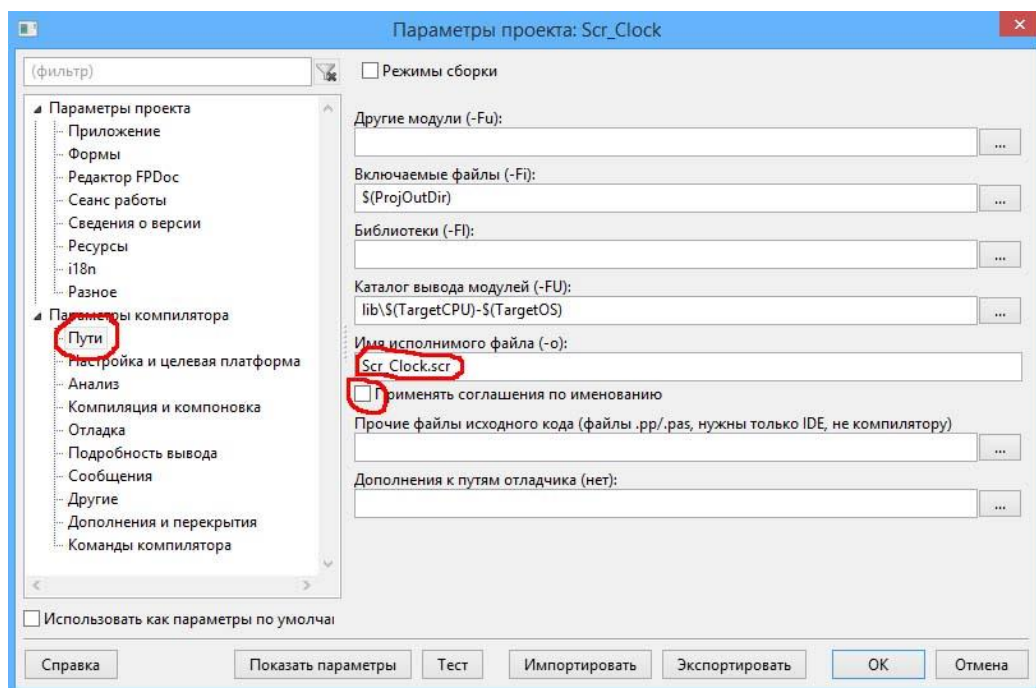 Параметры проекта: Scr_Clock
(фильтр)
Режимы сборки
Параметры проекта
Приложение
Формы
Редактор FPDoc
Сеанс работы
Сведения о версии
Ресурсы
i18n
Разное
Параметры компилятора
Пути
Настройка и целевая платформа
Анализ
Компиляция и компоновка
Отладка
Подробность вывода
Сообщения
Другие
Дополнения и перекрытия
Команды компилятора
Другие модули (-Fu):
...
Включаемые файлы (-Fi):
$(ProjOutDir)
...
Библиотеки (-Fl):
...
Каталог вывода модулей (-FU):
lib\$(TargetCPU)-$(TargetOS)
...
Имя исполнимого файла (-o):
Scr_Clock.scr
Применять соглашения по именованию
Прочие файлы исходного кода (файлы .pp/.pas, нужны только IDE, не компилятору)
...
Дополнения к путям отладчика (нет):
...
Использовать как параметры по умолчан
Справка
Показать параметры
Тест
Импортировать
Экспортировать
OK
Отмена